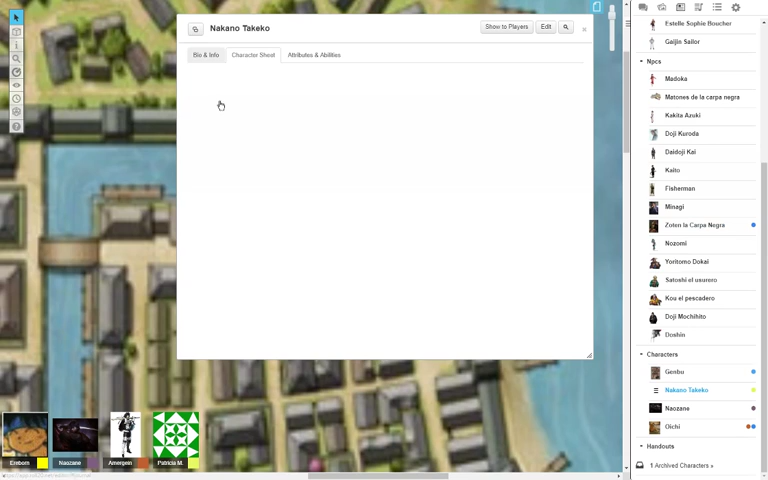 Nakano Takeko
Show to Players
Edit
Bio & Info
Character Sheet
Attributes & Abilities
Estelle Sophie Boucher
Gaijin Sailor
Npcs
Madoka
Matones de la carpa negra
Kakita Azuki
Doji Kuroda
Daidoji Kai
Kaito
Fisherman
Minagi
Zoten la Carpa Negra
Nozomi
Yoritomo Dokai
Satoshi el usurero
Kou el pescadero
Doji Mochihito
Doshin
Characters
Genbu
Nakano Takeko
Naozane
Oichi
Handouts
1 Archived Characters »
Naozane
Amergein
Patricia M.